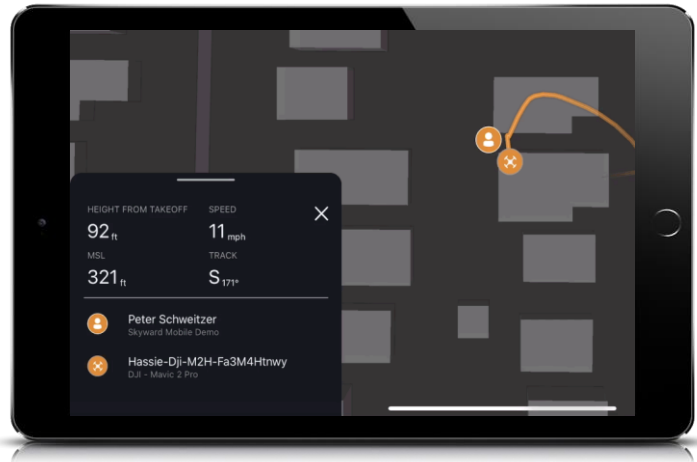 HEIGHT FROM TAKEOFF SPEED
92 ft 11 mph
MSL TRACK
321 ft S 171°
Peter Schweitzer
Skyward Mobile Demo
Hassie-Dji-M2H-Fa3M4Htnwy
DJI - Mavic 2 Pro